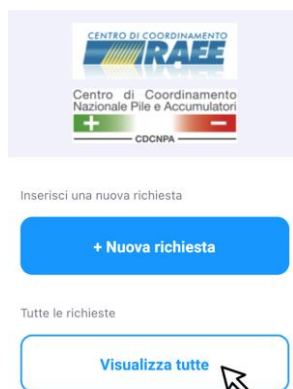 CENTRO DI COORDINAMENTO
RAEE
Centro di Coordinamento
Nazionale Pile e Accumulatori
+ −
CDCNPA
Inserisci una nuova richiesta
+ Nuova richiesta
Tutte le richieste
Visualizza tutte